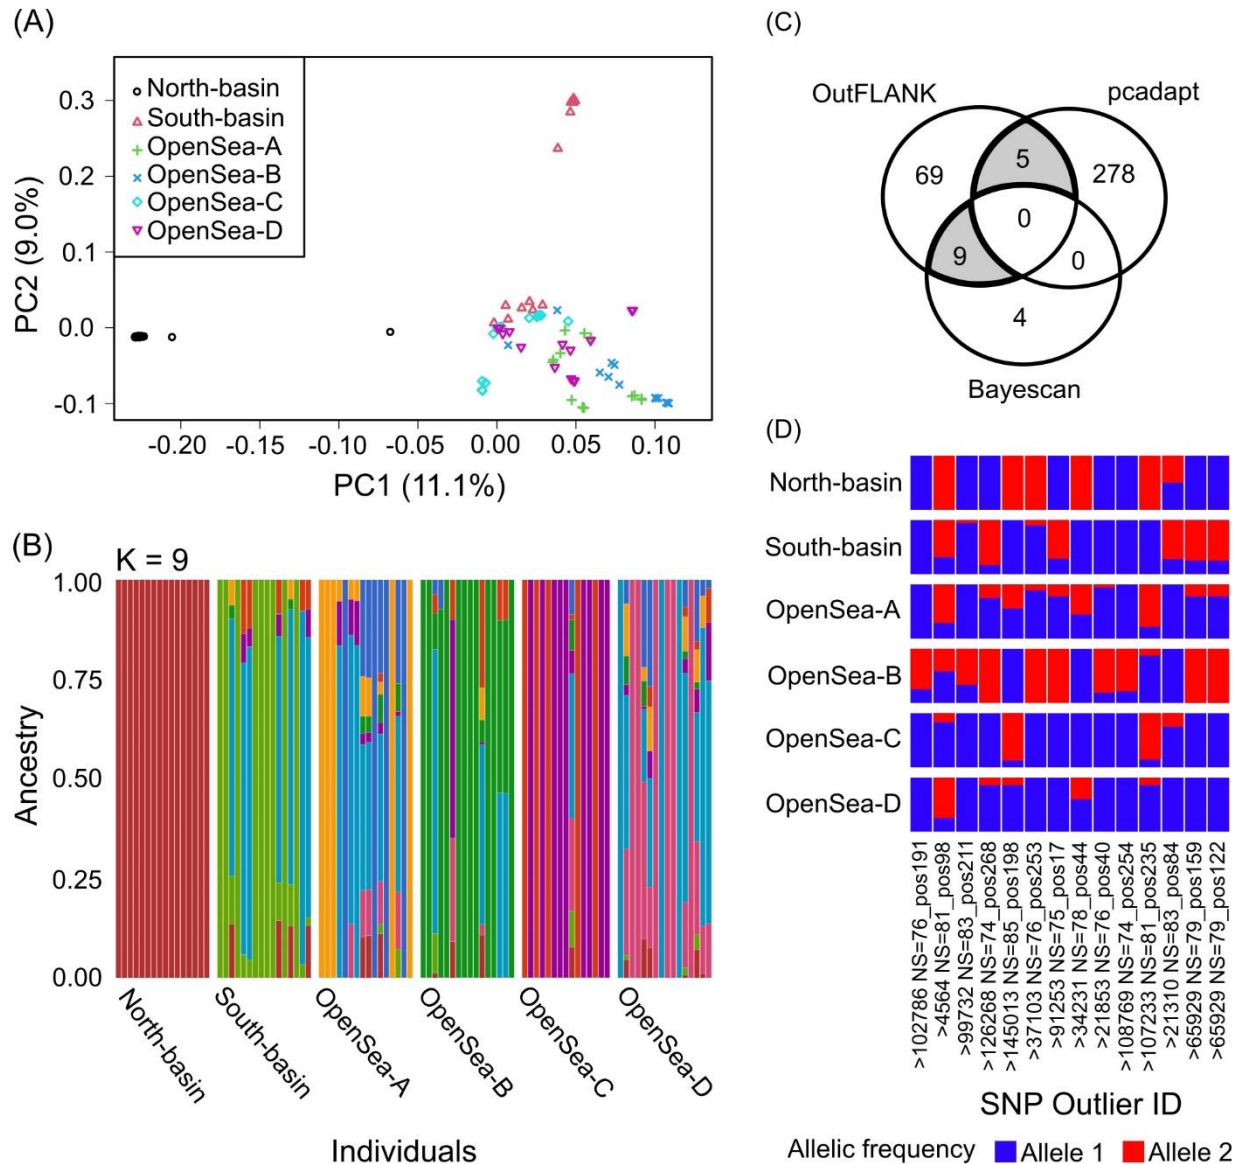 (A)
North-basin
South-basin
OpenSea-A
OpenSea-B
OpenSea-C
OpenSea-D
0.3
0.2
0.1
0.0
-0.1
PC2 (9.0%)
-0.20
-0.15
-0.10
-0.05
0.00
0.05
0.10
PC1 (11.1%)
(B)
K = 9
1.00
0.75
0.50
0.25
0.00
Ancestry
North-basin
South-basin
OpenSea-A
OpenSea-B
OpenSea-C
OpenSea-D
Individuals
(C)
OutFLANK
pcadapt
69
5
278
0
9
0
4
Bayescan
(D)
North-basin
South-basin
OpenSea-A
OpenSea-B
OpenSea-C
OpenSea-D
>102786 NS=76_pos191
>4564 NS=81_pos98
>99732 NS=83_pos211
>126268 NS=74_pos268
>145013 NS=85_pos198
>37103 NS=76_pos253
>91253 NS=75_pos17
>34231 NS=78_pos44
>21853 NS=76_pos40
>108769 NS=74_pos254
>107233 NS=81_pos235
>21310 NS=83_pos84
>65929 NS=79_pos159
>65929 NS=79_pos122
SNP Outlier ID
Allelic frequency Allele 1 Allele 2